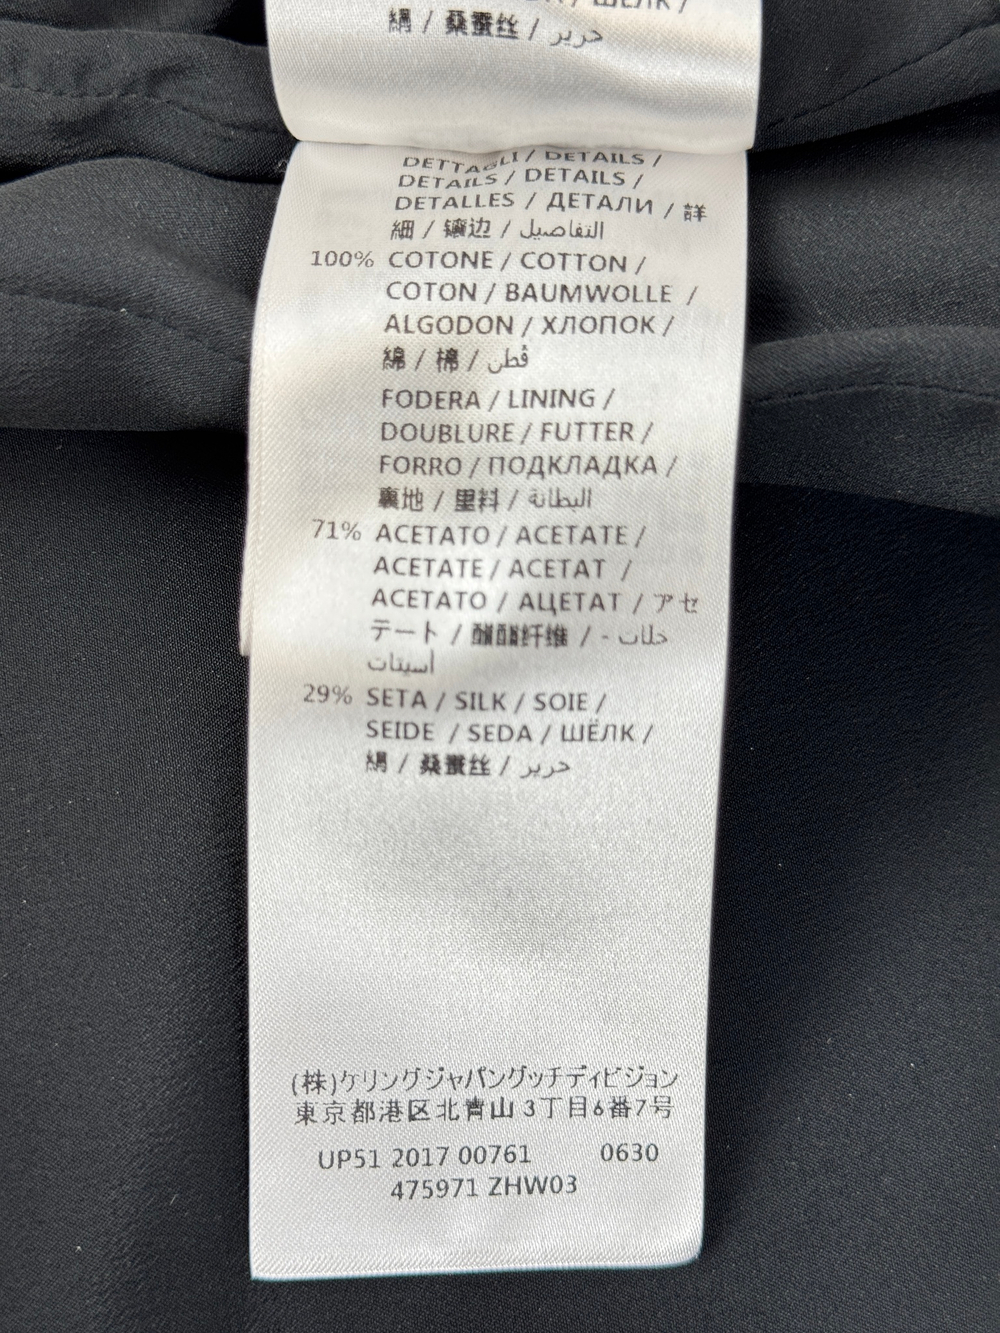 絹 / 桑蚕丝 / حرير
DETTAGLI / DETAILS /
DETAILS / DETAILS /
DETALLES / ДЕТАЛИ / 詳
細 / 镶边 / التفاصيل
100% COTONE / COTTON /
COTON / BAUMWOLLE /
ALGODON / ХЛОПОК /
綿 / 棉 / قطن
FODERA / LINING /
DOUBLURE / FUTTER /
FORRO / ПОДКЛАДКА /
裏地 / 里料 / البطانة
71% ACETATO / ACETATE /
ACETATE / ACETAT /
ACETATO / АЦЕТАТ / アセ
テート / 醋酯纤维 / خلات -
أسيتات
29% SETA / SILK / SOIE /
SEIDE / SEDA / ШЁЛК /
絹 / 桑蚕丝 / حرير
(株)ケリングジャパングッチディビジョン
東京都港区北青山3丁目6番7号
UP51 2017 00761 0630
475971 ZHW03